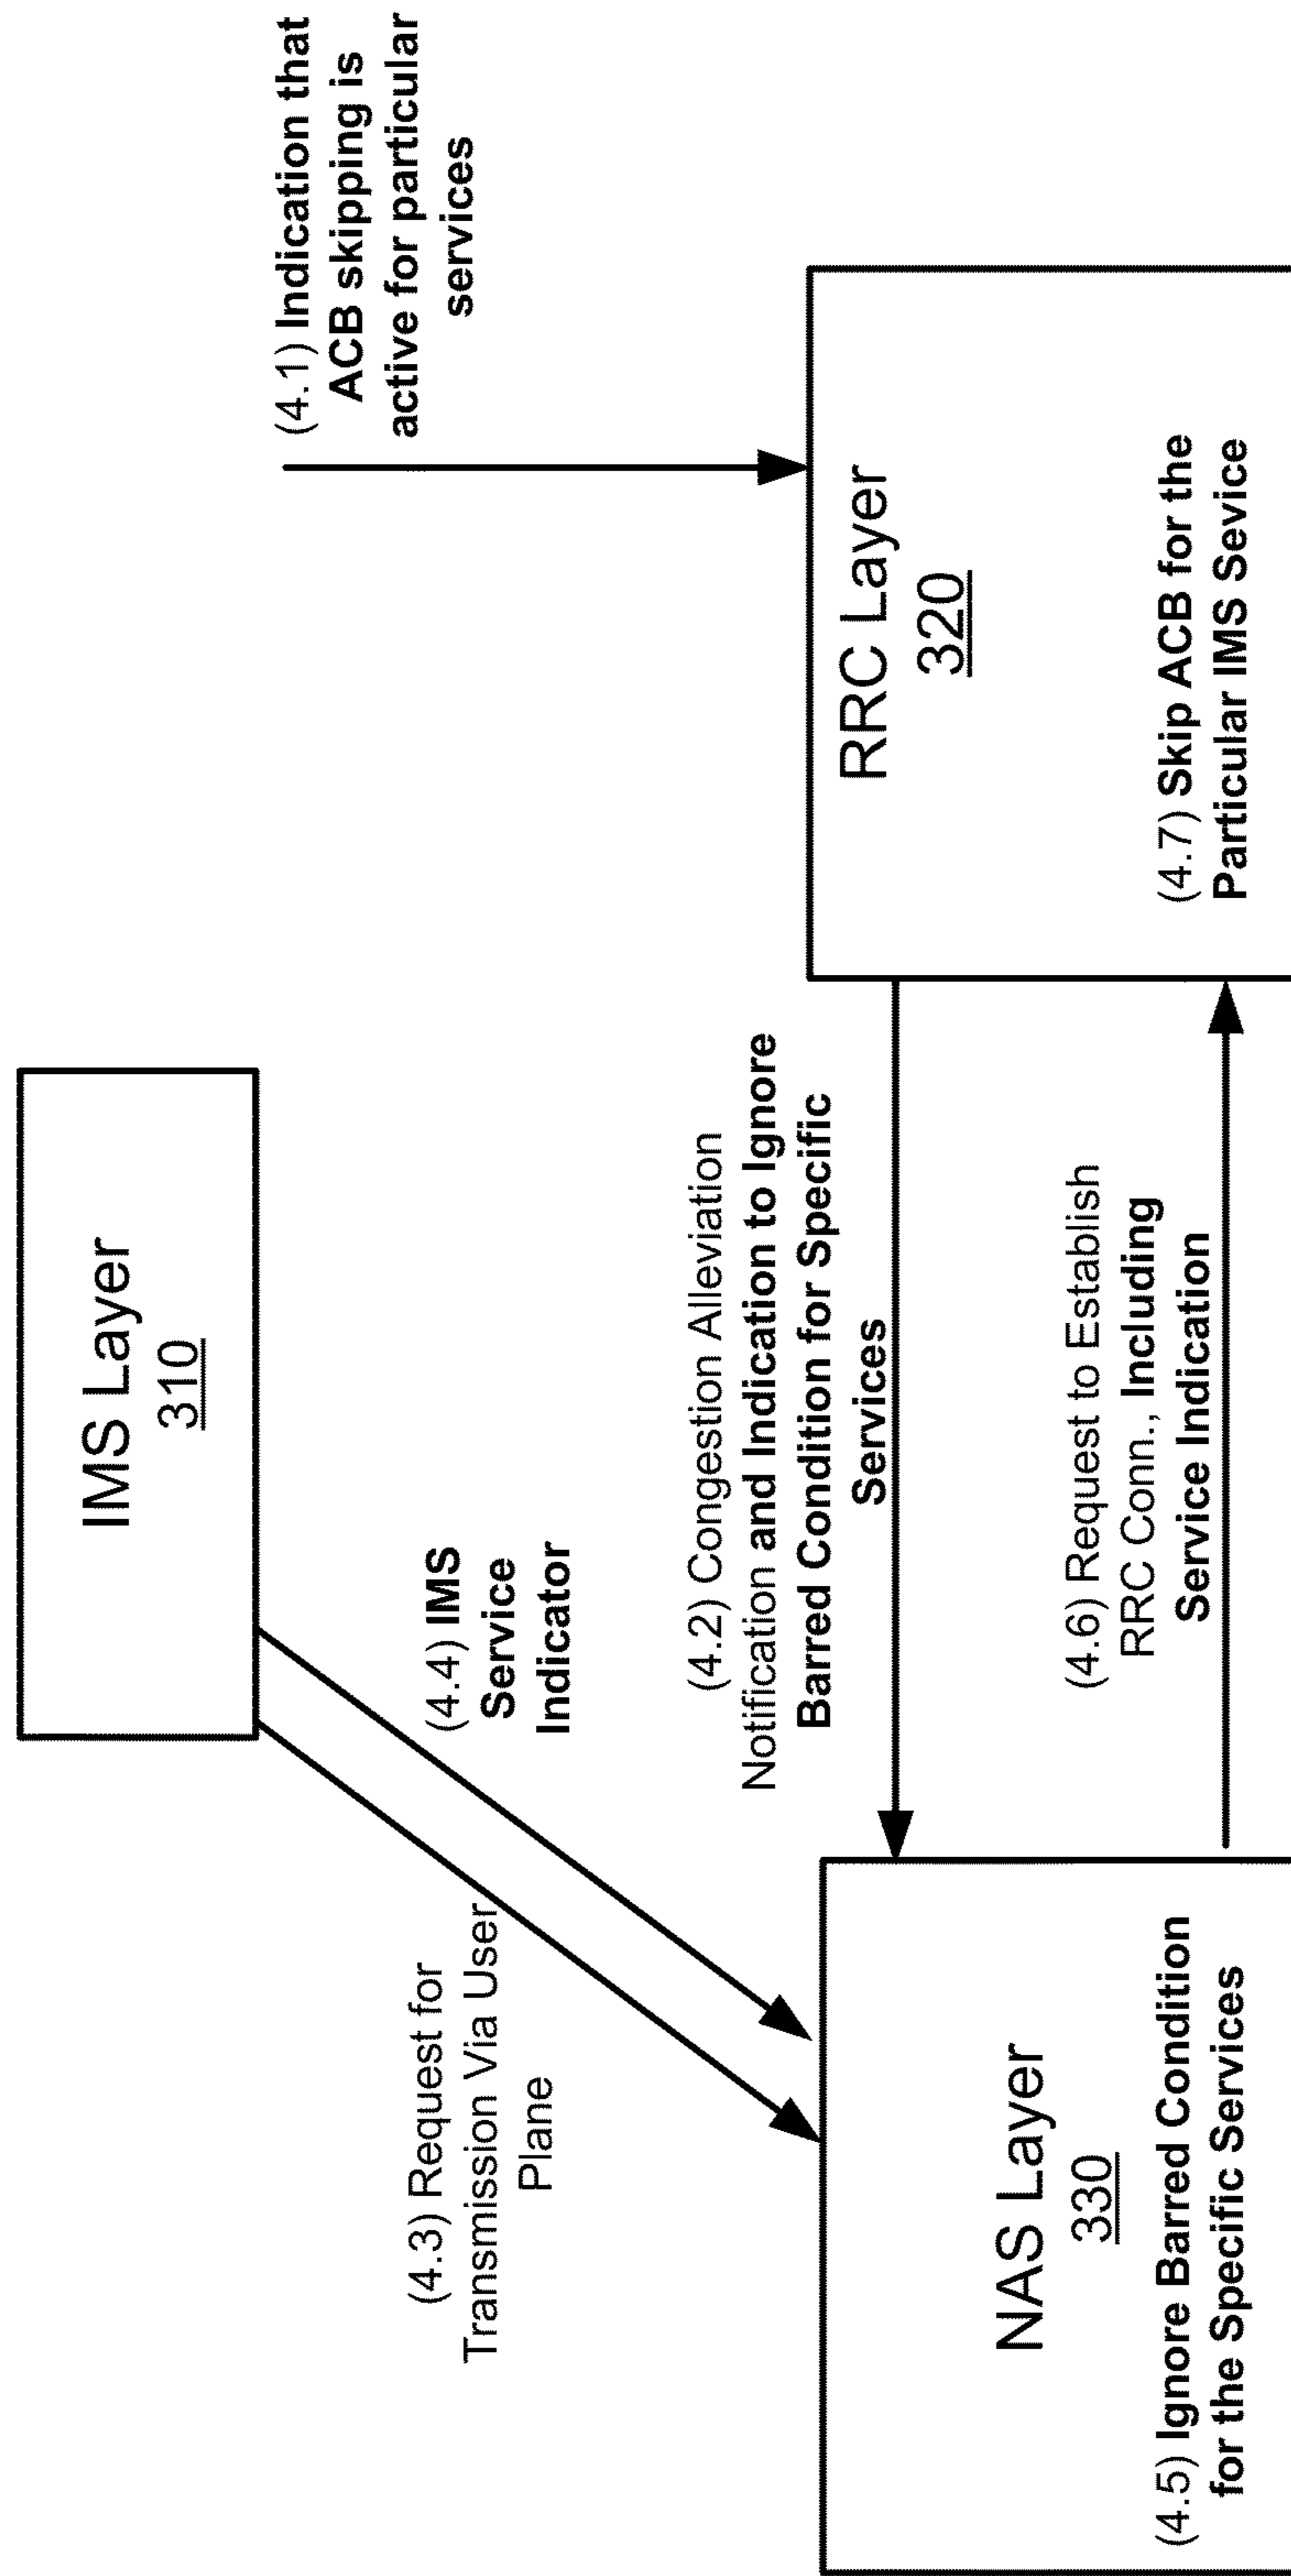 IMS Layer
310
(4.1) Indication that
ACB skipping is
active for particular
services
(4.3) Request for
Transmission Via User
Plane
(4.4) IMS
Service
Indicator
(4.2) Congestion Alleviation
Notification and Indication to Ignore
Barred Condition for Specific
Services
NAS Layer
330
(4.5) Ignore Barred Condition
for the Specific Services
(4.6) Request to Establish
RRC Conn., Including
Service Indication
RRC Layer
320
(4.7) Skip ACB for the
Particular IMS Sevice